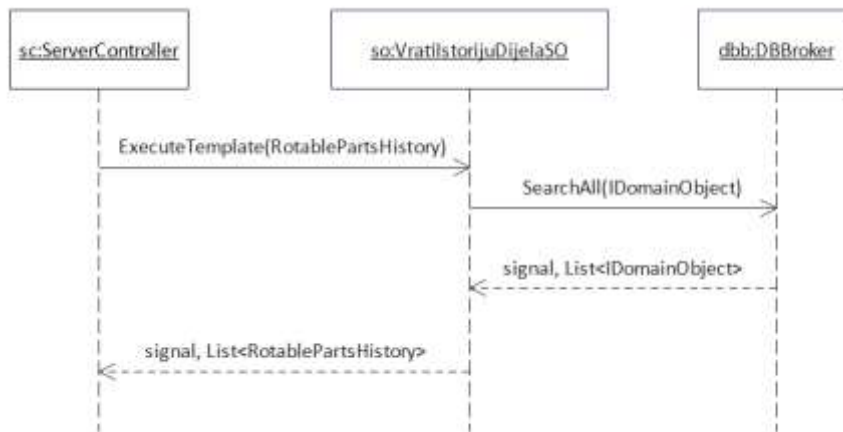 sc:ServerController
so:VratiIstorijuDijelaSO
dbb:DBBroker
ExecuteTemplate(RotablePartsHistory)
SearchAll(IDomainObject)
signal, List<IDomainObject>
signal, List<RotablePartsHistory>